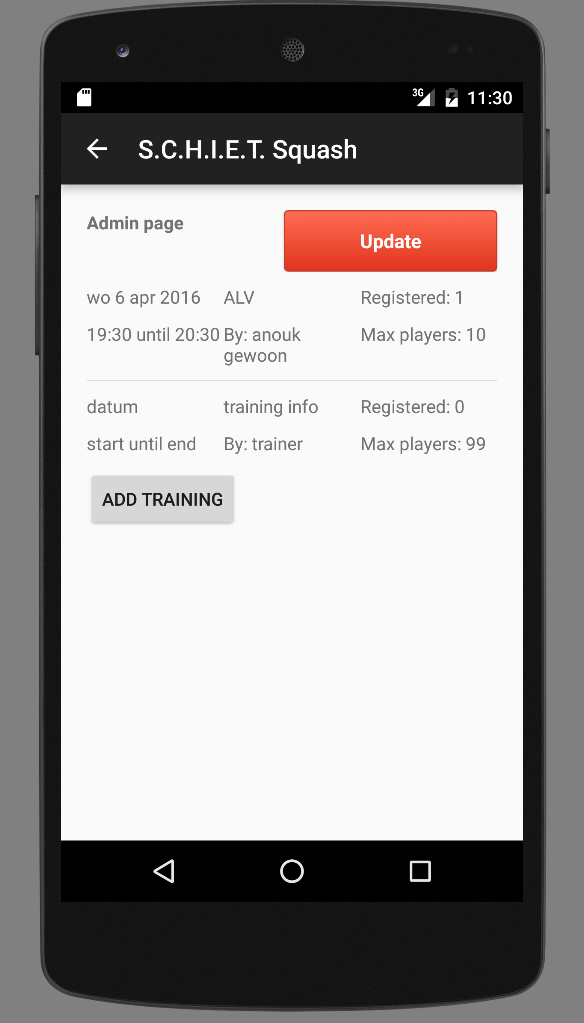 3G 11:30
S.C.H.I.E.T. Squash
Admin page
Update
wo 6 apr 2016 ALV Registered: 1
19:30 until 20:30 By: anouk Max players: 10
gewoon
datum training info Registered: 0
start until end By: trainer Max players: 99
ADD TRAINING